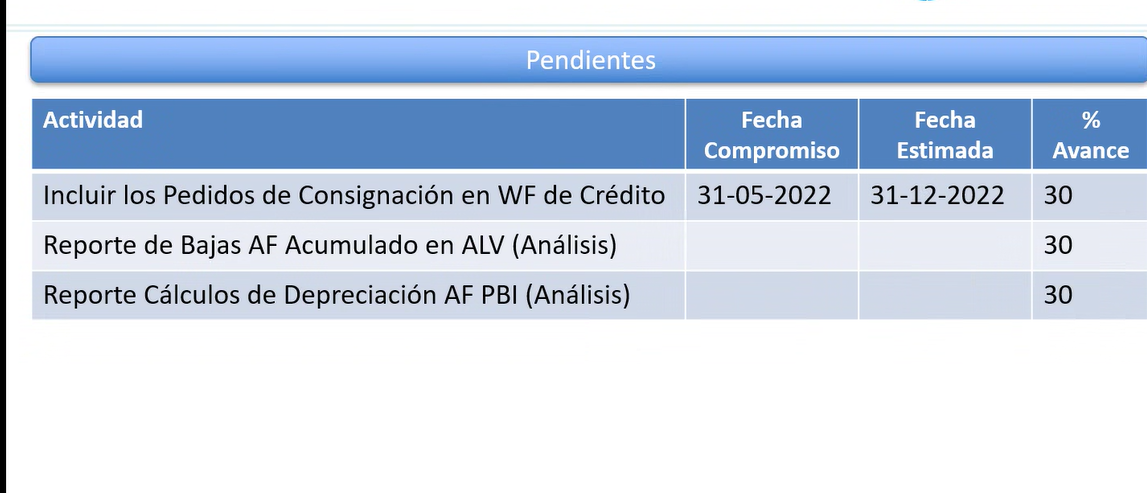 Pendientes
Actividad
Fecha
Compromiso
Fecha
Estimada
%
Avance
Incluir los Pedidos de Consignación en WF de Crédito 31-05-2022 31-12-2022 30
Reporte de Bajas AF Acumulado en ALV (Análisis) 30
Reporte Cálculos de Depreciación AF PBI (Análisis) 30